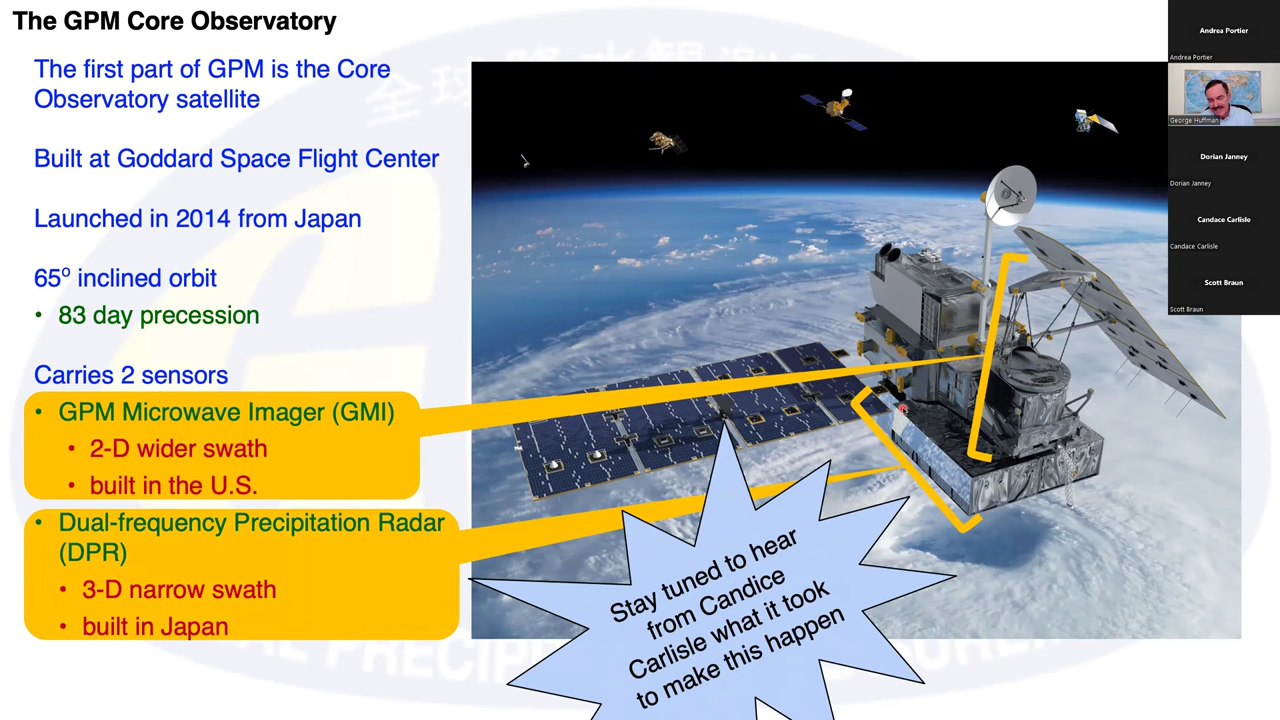 The GPM Core Observatory
The first part of GPM is the Core
Observatory satellite
Built at Goddard Space Flight Center
Launched in 2014 from Japan
65º inclined orbit
• 83 day precession
Carries 2 sensors
• GPM Microwave Imager (GMI)
• 2-D wider swath
• built in the U.S.
• Dual-frequency Precipitation Radar
(DPR)
• 3-D narrow swath
• built in Japan
Stay tuned to hear
from Candice
Carlisle what it took
to make this happen
Andrea Portier
Andrea Portier
George Huffman
Dorian Janney
Dorian Janney
Candace Carlisle
Candace Carlisle
Scott Braun
Scott Braun